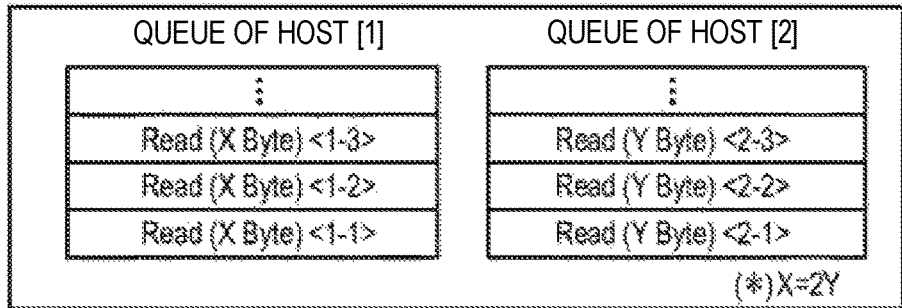 QUEUE OF HOST [1]
⋮
Read (X Byte) <1-3>
Read (X Byte) <1-2>
Read (X Byte) <1-1>
QUEUE OF HOST [2]
⋮
Read (Y Byte) <2-3>
Read (Y Byte) <2-2>
Read (Y Byte) <2-1>
(*)X=2Y